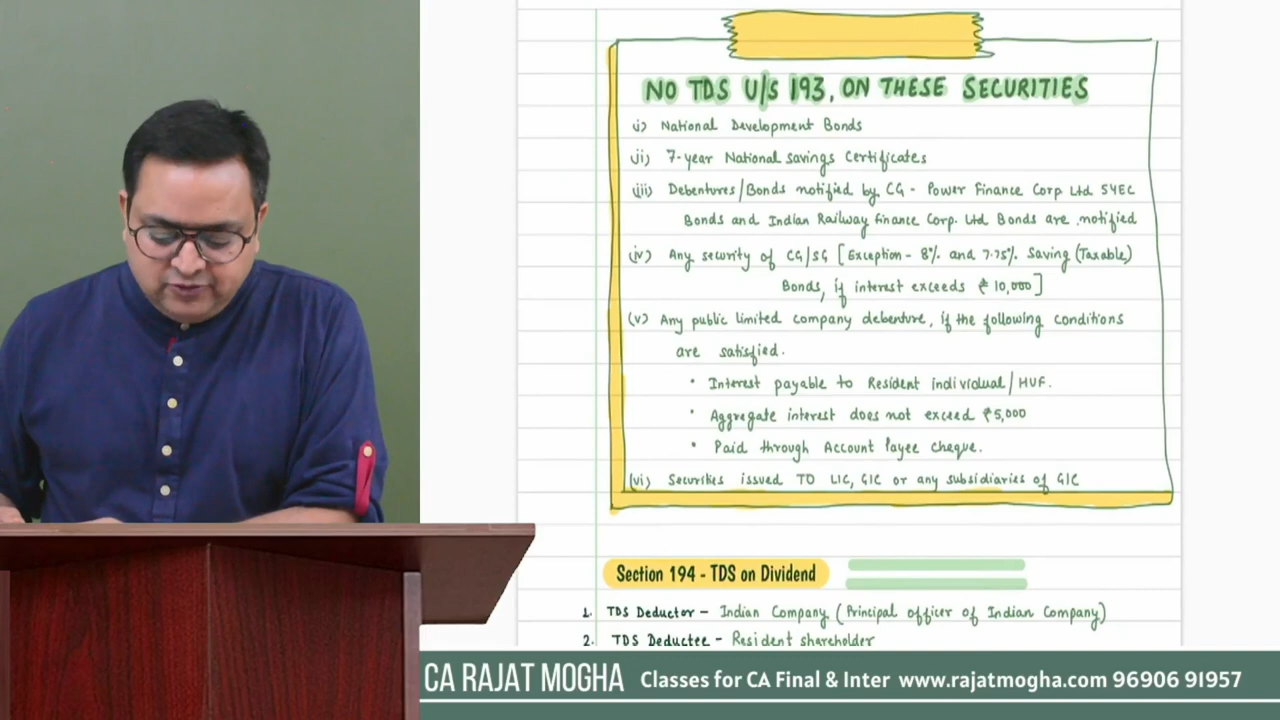 NO TDS U/S 193, ON THESE SECURITIES
i) National Development Bonds
ii) 7-year National savings Certificates
iii) Debentures/Bonds notified by CG - Power Finance Corp Ltd 54EC
Bonds and Indian Railway Finance Corp. Ltd Bonds are notified
iv) Any security of CG/SG [Exception - 8% and 7.75% Saving (Taxable)
Bonds, if interest exceeds ₹ 10,000]
(v) Any public limited company debenture, if the following conditions
are satisfied.
• Interest payable to Resident individual/HUF.
• Aggregate interest does not exceed ₹5,000
• Paid through Account Payee cheque.
(vi) Securities issued TO LIC, GIC or any subsidiaries of GIC
Section 194 - TDS on Dividend
1. TDS Deductor - Indian Company (Principal officer of Indian Company)
2. TDS Deductee - Resident shareholder
CA RAJAT MOGHA Classes for CA Final & Inter www.rajatmogha.com 96906 91957